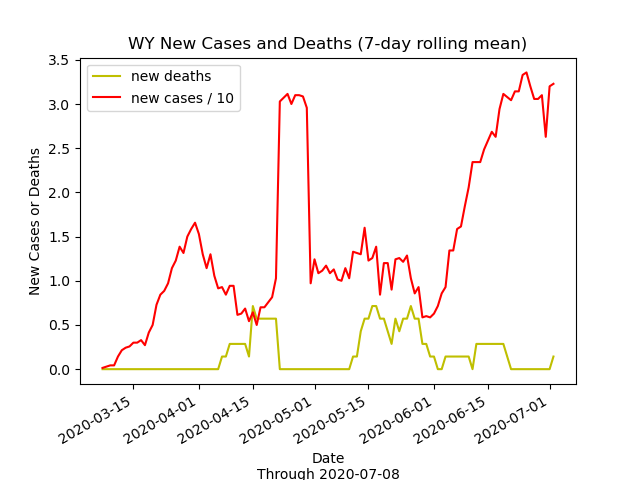 WY New Cases and Deaths (7-day rolling mean)
new deaths
new cases / 10
New Cases or Deaths
3.5
3.0
2.5
2.0
1.5
1.0
0.5
0.0
2020-03-15
2020-04-01
2020-04-15
2020-05-01
2020-05-15
2020-06-01
2020-06-15
2020-07-01
Date
Through 2020-07-08